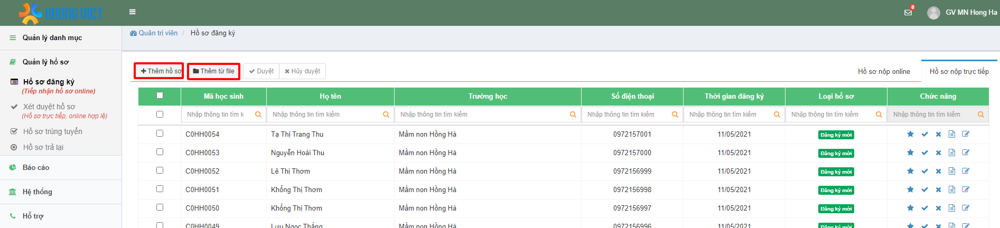 HUONG VIET
0
GV MN Hong Ha
Quản lý danh mục
Quản lý hồ sơ
Hồ sơ đăng ký
(Tiếp nhận hồ sơ online)
Xét duyệt hồ sơ
(Hồ sơ trực tiếp, online hợp lệ)
Hồ sơ trúng tuyển
Hồ sơ trả lại
Báo cáo
Hệ thống
Hỗ trợ
Quản trị viên / Hồ sơ đăng ký
Thêm hồ sơ Thêm từ file Duyệt Hủy duyệt
Hồ sơ nộp online Hồ sơ nộp trực tiếp
Mã học sinh Họ tên Trường học Số điện thoại Thời gian đăng ký Loại hồ sơ Chức năng
Nhập thông tin tìm k Nhập thông tin tìm kiếm Nhập thông tin tìm kiếm Nhập thông tin tìm kiếm Nhập thông tin tìm kiếm Nhập thông tin tìm kiếm Nhập thông tin tìm kiếm
C0HH0054 Tạ Thị Trang Thu Mầm non Hồng Hà 0972157001 11/05/2021 Đăng ký mới
C0HH0053 Nguyễn Hoài Thu Mầm non Hồng Hà 0972157000 11/05/2021 Đăng ký mới
C0HH0052 Lê Thị Thơm Mầm non Hồng Hà 0972156999 11/05/2021 Đăng ký mới
C0HH0051 Khổng Thị Thơm Mầm non Hồng Hà 0972156998 11/05/2021 Đăng ký mới
C0HH0050 Khổng Thị Thơm Mầm non Hồng Hà 0972156997 11/05/2021 Đăng ký mới
C0HH0049 Lưu Ngọc Thắng Mầm non Hồng Hà 0972156996 11/05/2021 Đăng ký mới